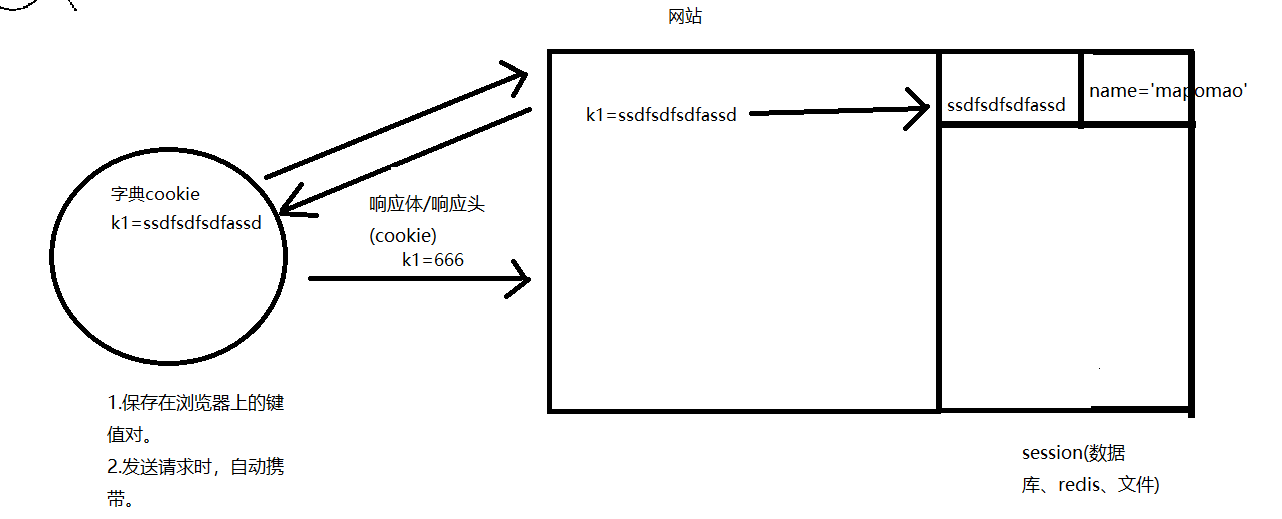 网站
k1=ssdfsdfsdfassd
ssdfsdfsdfassd
name='mapomao'
字典cookie
k1=ssdfsdfsdfassd
响应体/响应头
(cookie)
k1=666
1.保存在浏览器上的键
值对。
2.发送请求时，自动携
带。
session(数据
库、redis、文件)